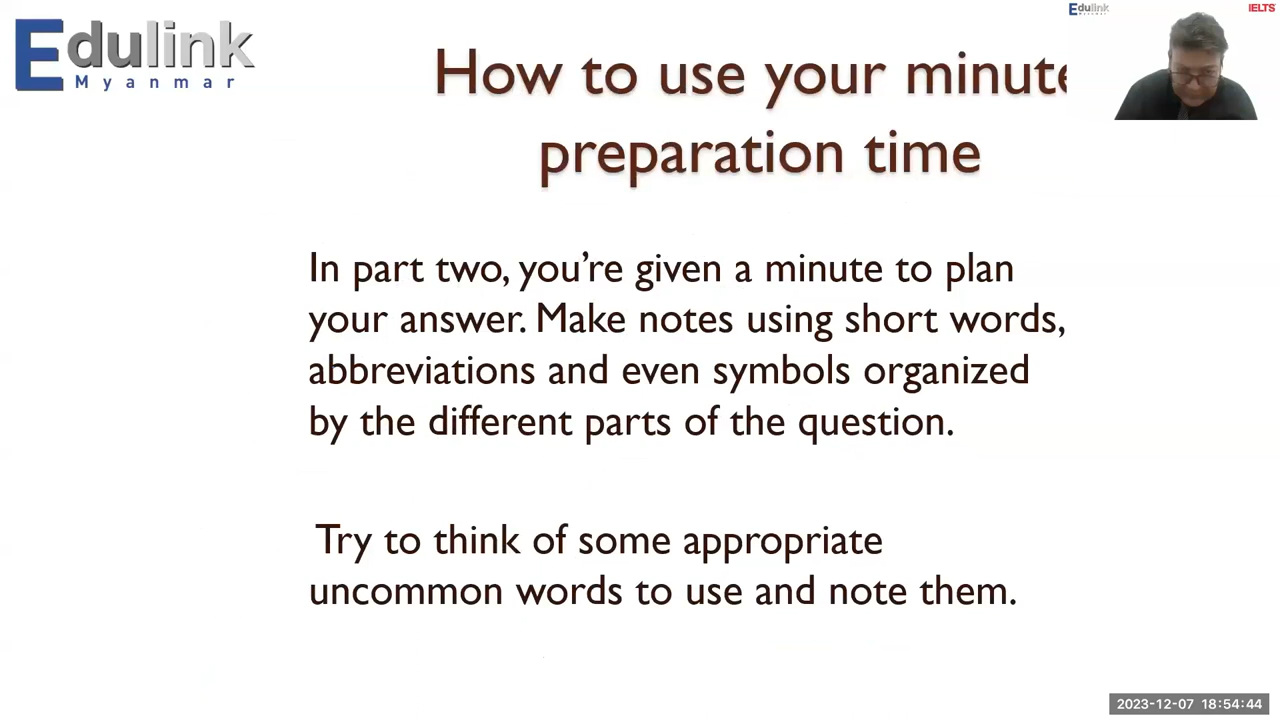 Edulink
Myanmar
Edulink
Myanmar
IELTS
How to use your minute
preparation time
In part two, you’re given a minute to plan
your answer. Make notes using short words,
abbreviations and even symbols organized
by the different parts of the question.
Try to think of some appropriate
uncommon words to use and note them.
2023-12-07 18:54:44